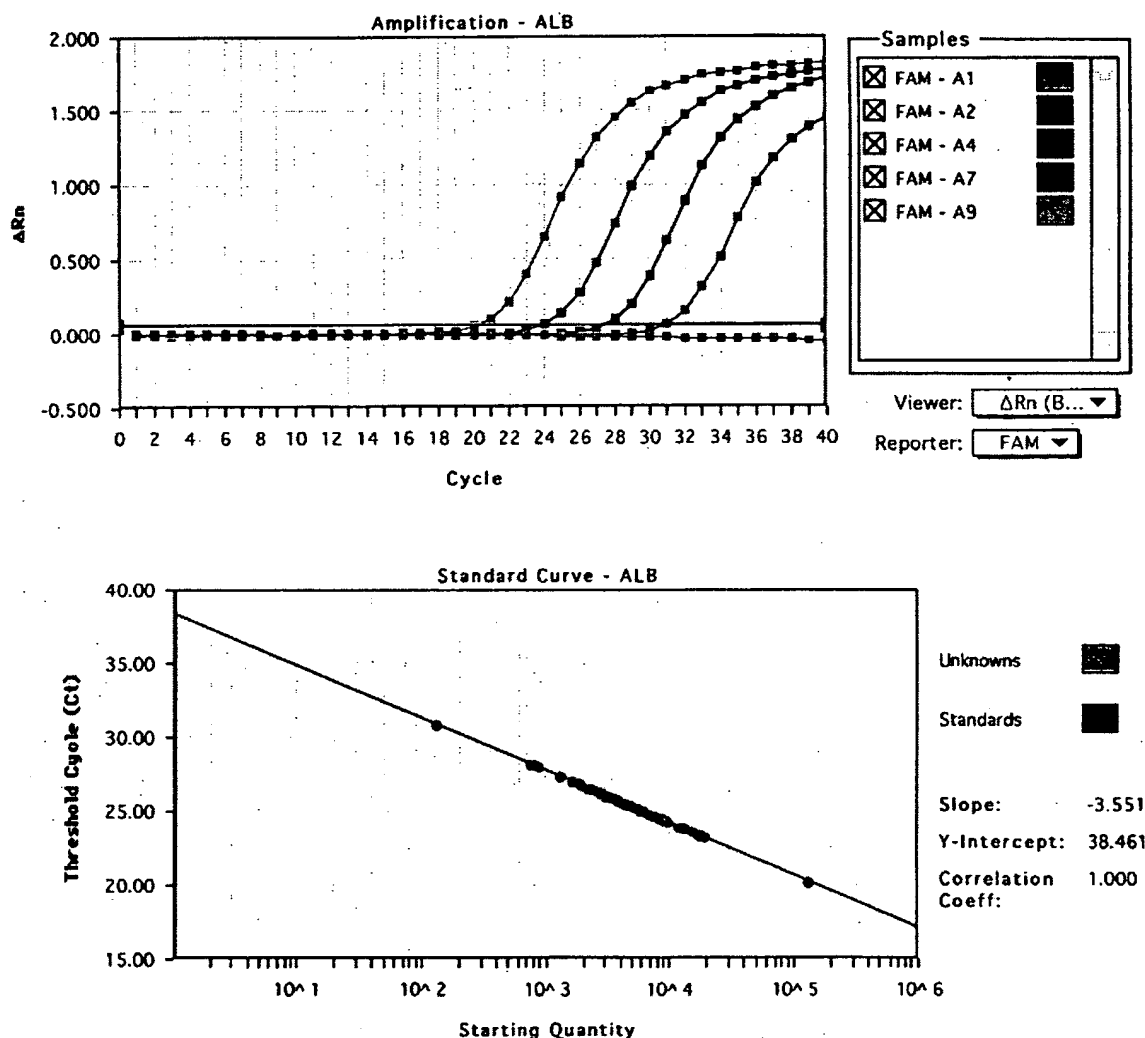 Amplification - ALB
2.000
1.500
1.000
0.500
0.000
-0.500
ΔRn
0 2 4 6 8 10 12 14 16 18 20 22 24 26 28 30 32 34 36 38 40
Cycle
Samples
FAM - A1
FAM - A2
FAM - A4
FAM - A7
FAM - A9
Viewer: ΔRn (B... ▼
Reporter: FAM ▼
Standard Curve - ALB
40.00
35.00
30.00
25.00
20.00
15.00
Threshold Cycle (Ct)
10^1 10^2 10^3 10^4 10^5 10^6
Starting Quantity
Unknowns
Standards
Slope: -3.551
Y-Intercept: 38.461
Correlation 1.000
Coeff: